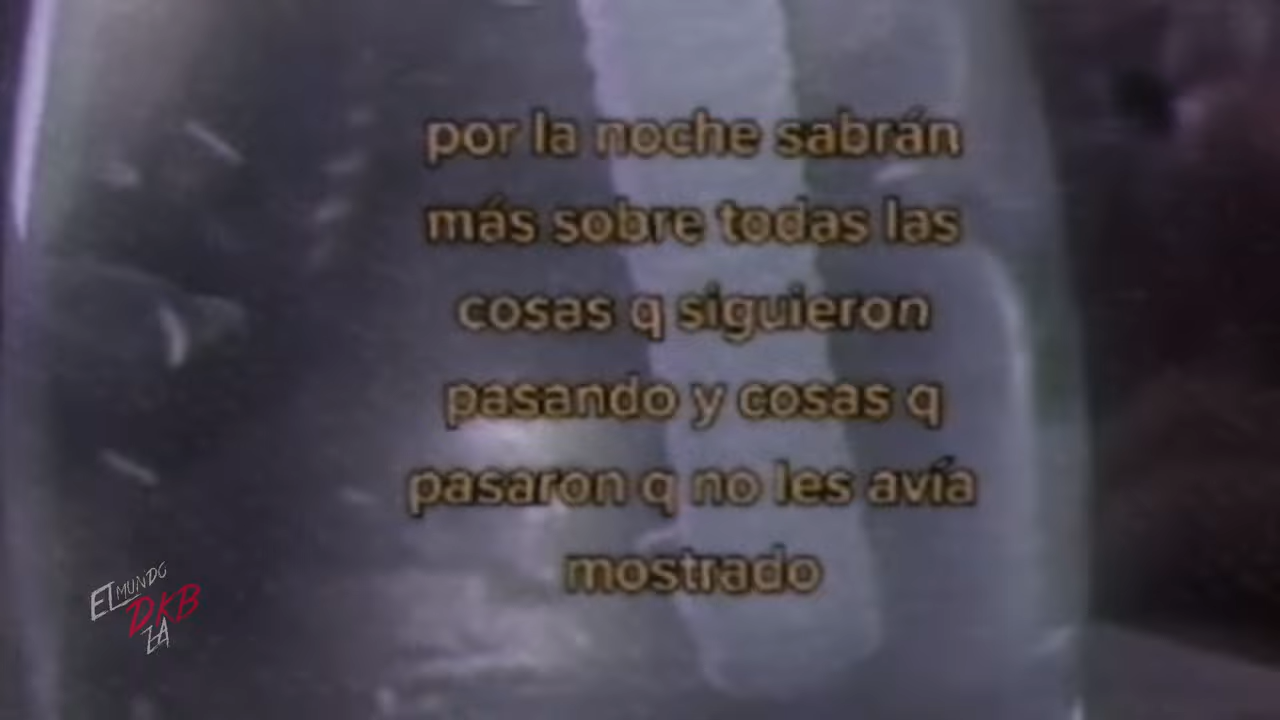 por la noche sabrán
más sobre todas las
cosas q siguieron
pasando y cosas q
pasaron q no les avía
mostrado
EL MUNDO
DKB
ZA